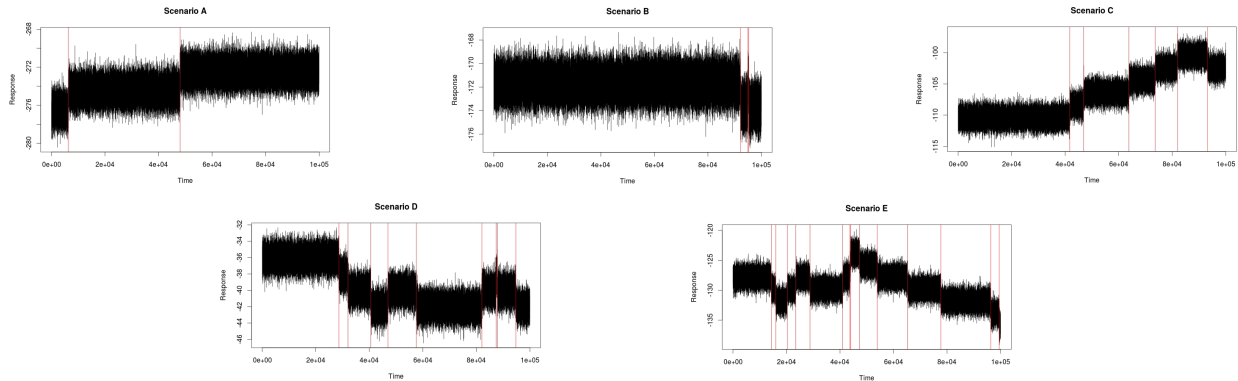 Scenario A
Response
-268
-272
-276
-280
0e+00 2e+04 4e+04 6e+04 8e+04 1e+05
Time
Scenario B
Response
-168
-170
-172
-174
-176
0e+00 2e+04 4e+04 6e+04 8e+04 1e+05
Time
Scenario C
Response
-100
-105
-110
-115
0e+00 2e+04 4e+04 6e+04 8e+04 1e+05
Time
Scenario D
Response
-32
-34
-36
-38
-40
-42
-44
-46
0e+00 2e+04 4e+04 6e+04 8e+04 1e+05
Time
Scenario E
Response
-120
-125
-130
-135
0e+00 2e+04 4e+04 6e+04 8e+04 1e+05
Time